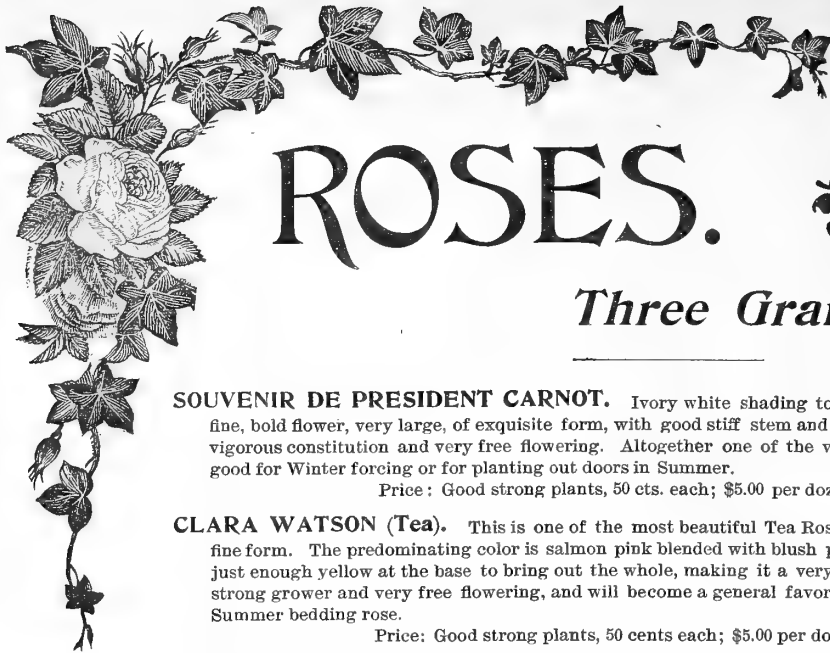 ROSES.
Three
SOUVENIR DE PRESIDENT CARNOT. Ivory white shading to
fine, bold flower, very large, of exquisite form, with good stiff stem and
vigorous constitution and very free flowering. Altogether one of the
good for Winter forcing or for planting out doors in Summer.
Price: Good strong plants, 50 cts. each; $5.00 per
CLARA WATSON (Tea). This is one of the most beautiful Tea
fine form. The predominating color is salmon pink blended with blush
just enough yellow at the base to bring out the whole, making it a very
strong grower and very free flowering, and will become a general
Summer bedding rose.
Price: Good strong plants, 50 cents each; $5.00 per